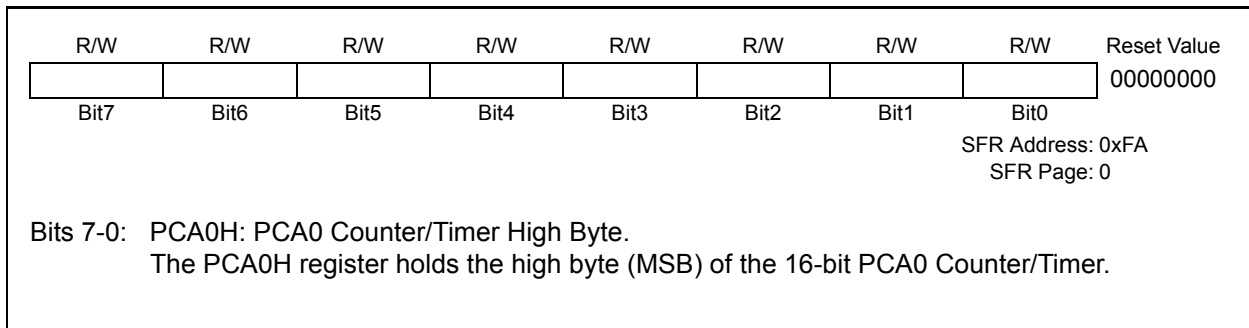 R/W R/W R/W R/W R/W R/W R/W R/W Reset Value
00000000
Bit7 Bit6 Bit5 Bit4 Bit3 Bit2 Bit1 Bit0
SFR Address: 0xFA
SFR Page: 0
Bits 7-0: PCA0H: PCA0 Counter/Timer High Byte.
The PCA0H register holds the high byte (MSB) of the 16-bit PCA0 Counter/Timer.